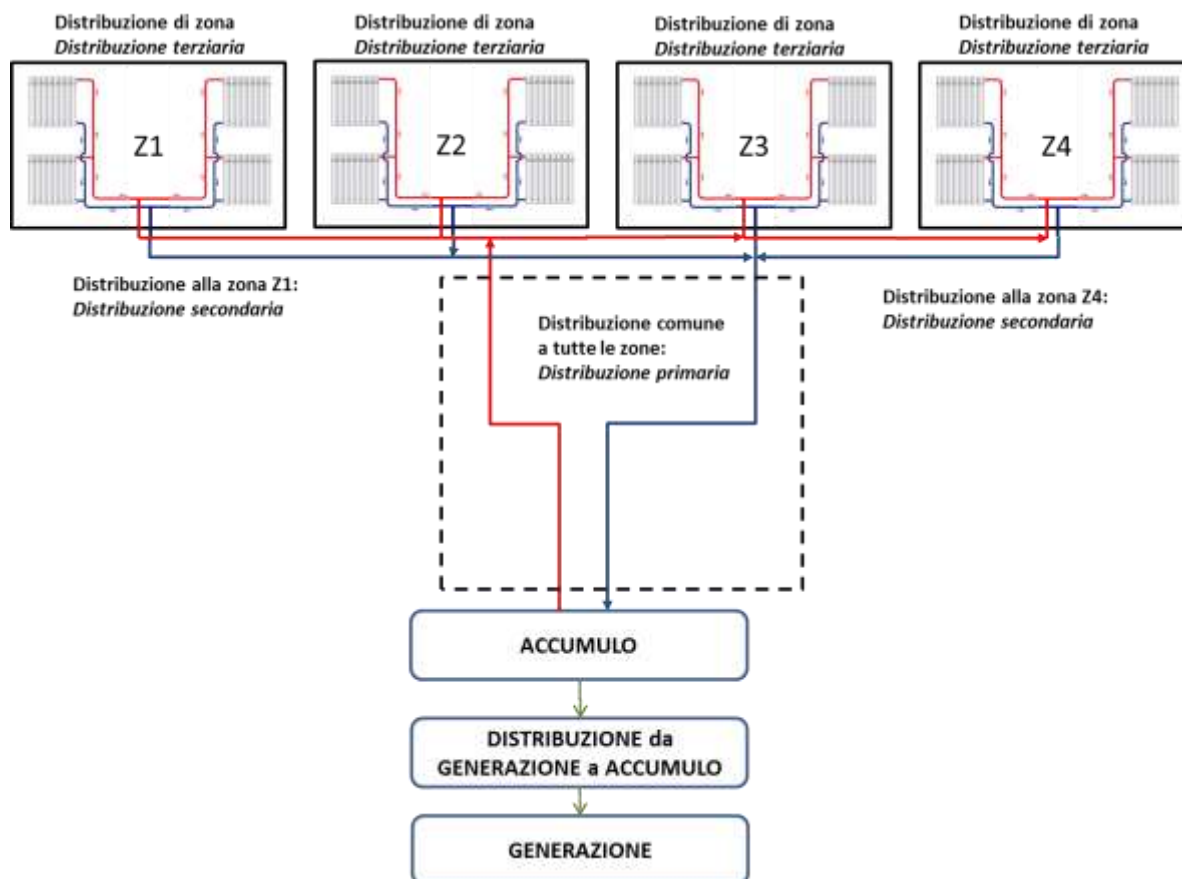 Distribuzione di zona
Distribuzione terziaria
Distribuzione di zona
Distribuzione terziaria
Distribuzione di zona
Distribuzione terziaria
Distribuzione di zona
Distribuzione terziaria
Z1
Z2
Z3
Z4
Distribuzione alla zona Z1:
Distribuzione secondaria
Distribuzione comune
a tutte le zone:
Distribuzione primaria
Distribuzione alla zona Z4:
Distribuzione secondaria
ACCUMULO
DISTRIBUZIONE da
GENERAZIONE a ACCUMULO
GENERAZIONE